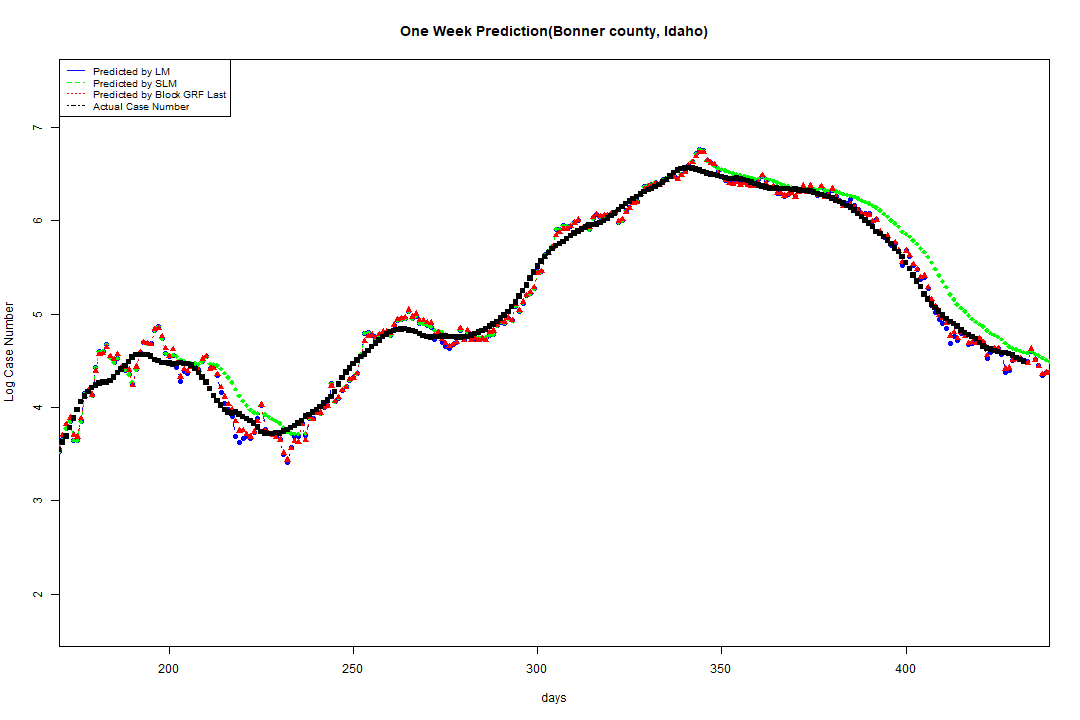 One Week Prediction(Bonner county, Idaho)
Predicted by LM
Predicted by SLM
Predicted by Block GRF Last
Actual Case Number
Log Case Number
7
6
5
4
3
2
200 250 300 350 400
days